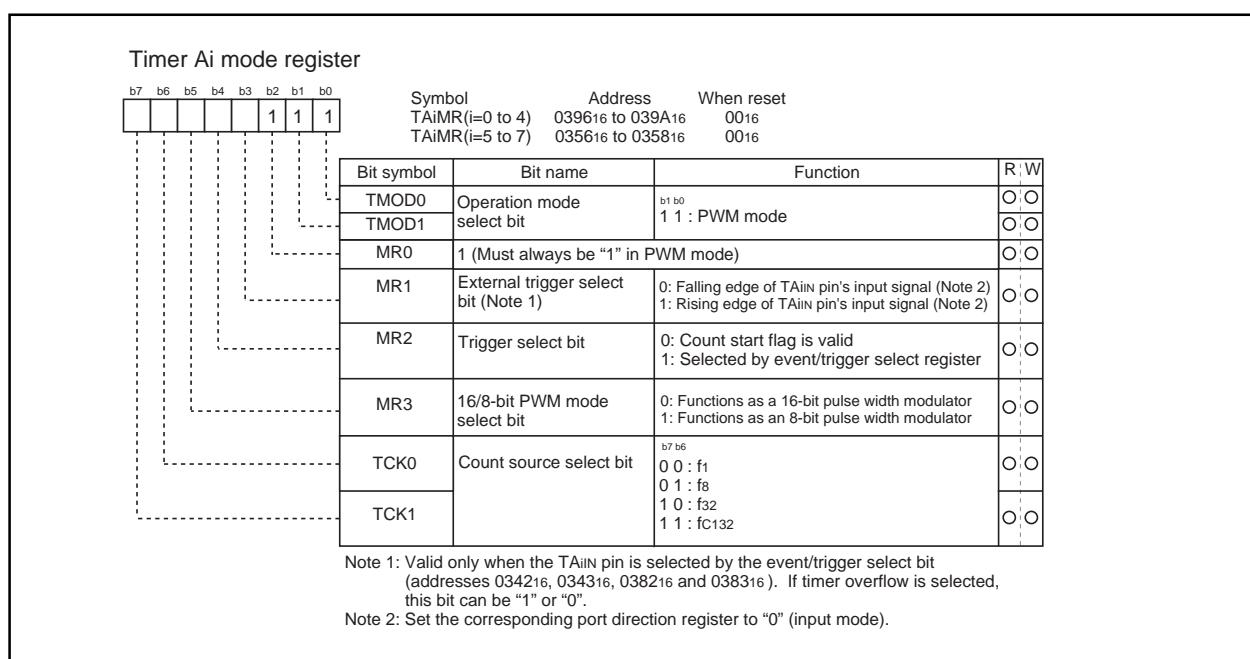 Timer Ai mode register
b7 b6 b5 b4 b3 b2 b1 b0
1 1 1
Symbol Address When reset
TAiMR(i=0 to 4) 039616 to 039A16 0016
TAiMR(i=5 to 7) 035616 to 035816 0016
Bit symbol Bit name Function R W
TMOD0 Operation mode select bit b1 b0
TMOD1 1 1 : PWM mode
MR0 1 (Must always be “1” in PWM mode)
MR1 External trigger select 0: Falling edge of TAiIN pin’s input signal (Note 2)
bit (Note 1) 1: Rising edge of TAiIN pin’s input signal (Note 2)
MR2 Trigger select bit 0: Count start flag is valid
1: Selected by event/trigger select register
MR3 16/8-bit PWM mode 0: Functions as a 16-bit pulse width modulator
select bit 1: Functions as an 8-bit pulse width modulator
b7 b6
TCK0 Count source select bit 0 0 : f1
0 1 : f8
TCK1 1 0 : f32
1 1 : fC132
Note 1: Valid only when the TAiIN pin is selected by the event/trigger select bit
(addresses 034216, 034316, 038216 and 038316 ). If timer overflow is selected,
this bit can be “1” or “0”.
Note 2: Set the corresponding port direction register to “0” (input mode).